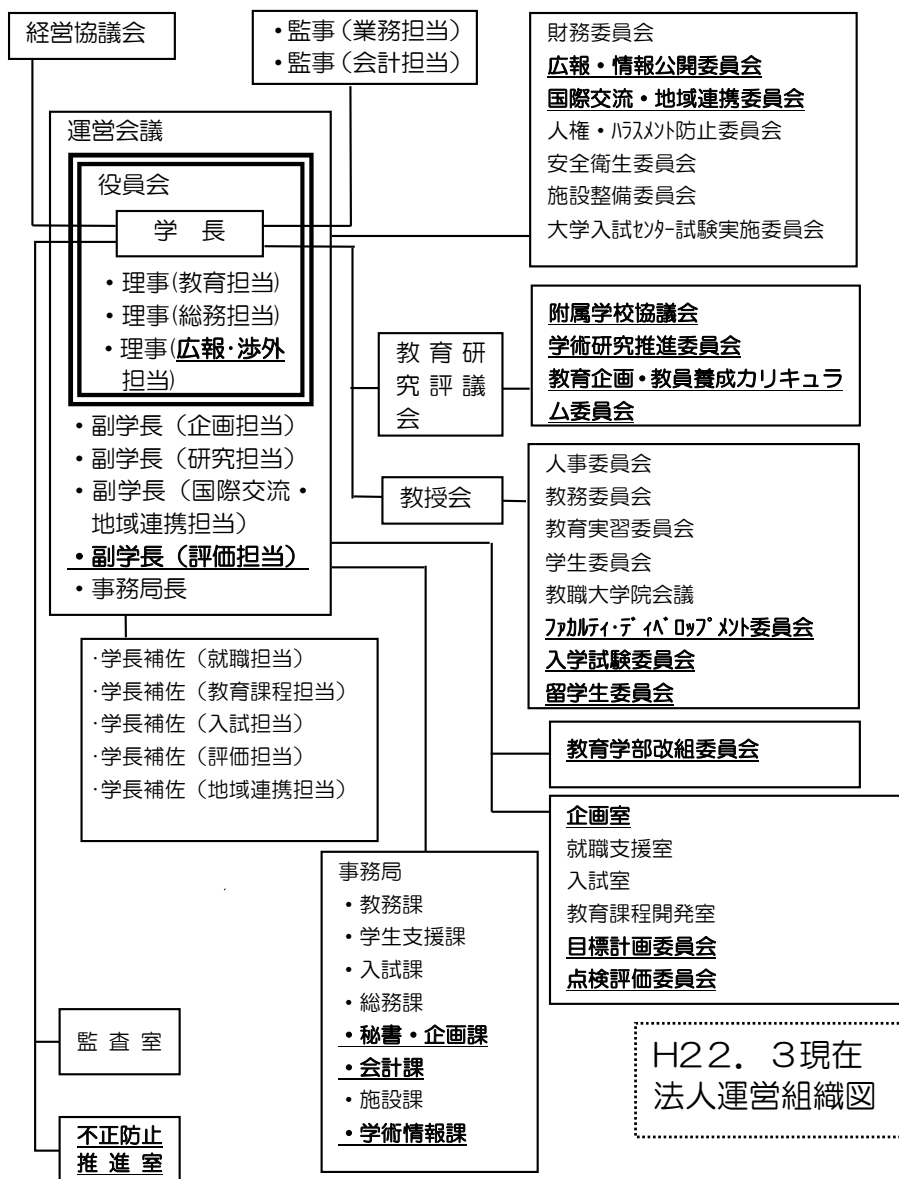 経営協議会
・監事（業務担当）
・監事（会計担当）
財務委員会
広報・情報公開委員会
国際交流・地域連携委員会
人権・ﾊﾗｽﾒﾝﾄ防止委員会
安全衛生委員会
施設整備委員会
大学入試ｾﾝﾀｰ試験実施委員会
運営会議
役員会
学　長
・理事(教育担当)
・理事(総務担当)
・理事(広報・渉外
担当)
・副学長（企画担当）
・副学長（研究担当）
・副学長（国際交流・
地域連携担当）
・副学長（評価担当）
・事務局長
教育研
究評議
会
附属学校協議会
学術研究推進委員会
教育企画・教員養成カリキュラ
ム委員会
教授会
人事委員会
教務委員会
教育実習委員会
学生委員会
教職大学院会議
ﾌｧｶﾙﾃｨ・ﾃﾞｨﾍﾞﾛｯﾌﾟﾒﾝﾄ委員会
入学試験委員会
留学生委員会
・学長補佐（就職担当）
・学長補佐（教育課程担当）
・学長補佐（入試担当）
・学長補佐（評価担当）
・学長補佐（地域連携担当）
教育学部改組委員会
企画室
就職支援室
入試室
教育課程開発室
目標計画委員会
点検評価委員会
事務局
・教務課
・学生支援課
・入試課
・総務課
・秘書・企画課
・会計課
・施設課
・学術情報課
監査室
不正防止
推進室
H22．3現在
法人運営組織図